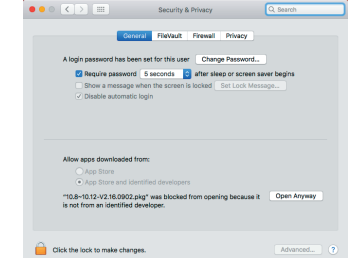 Security & Privacy
Search
General FileVault Firewall Privacy
A login password has been set for this user Change Password...
Require password 5 seconds after sleep or screen saver begins
Show a message when the screen is locked Set Lock Message...
Disable automatic login
Allow apps downloaded from:
App Store
App Store and identified developers
"10.8~10.12-V2.16.0902.pkg" was blocked from opening because it Open Anyway
is not from an identified developer.
Click the lock to make changes. Advanced... ?